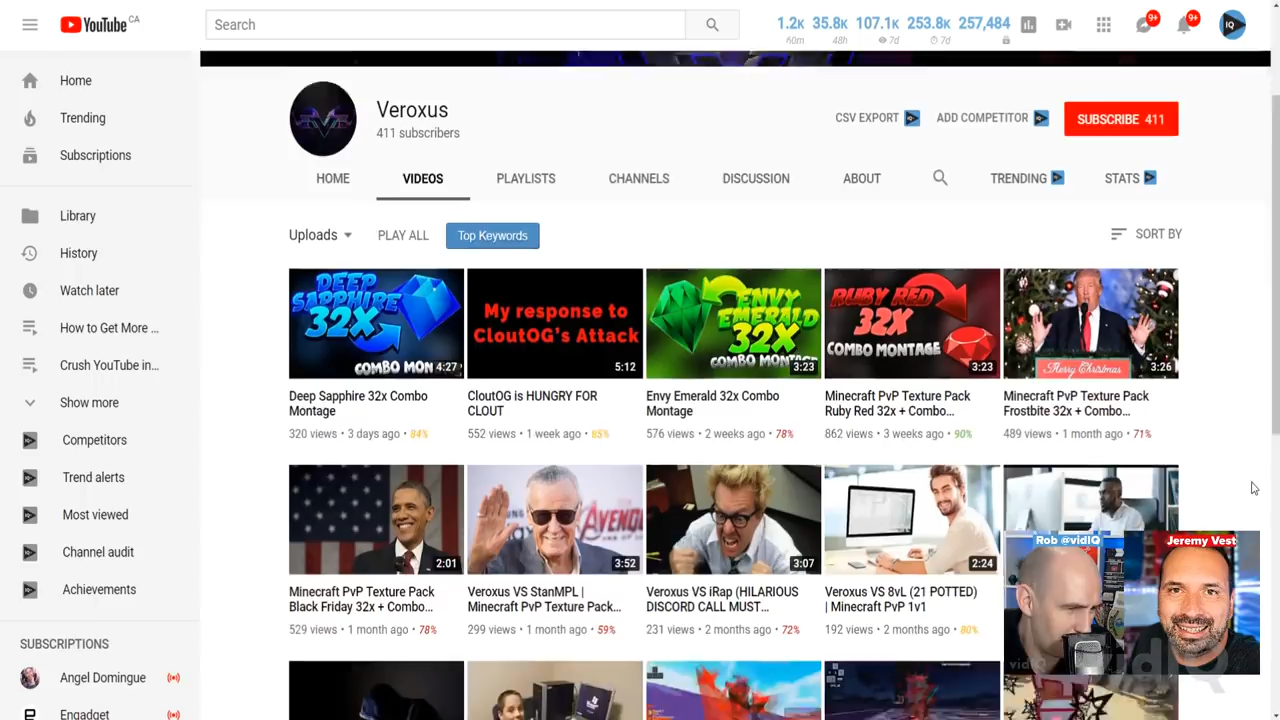 YouTube CA
Search
1.2K 35.8K 107.1K 253.8K 257,484
60m 48h 7d 7d
9+ 9+
IQ
Home
Trending
Subscriptions
Library
History
Watch later
How to Get More ...
Crush YouTube in...
Show more
Competitors
Trend alerts
Most viewed
Channel audit
Achievements
SUBSCRIPTIONS
Angel Domingue
Engadget
Veroxus
411 subscribers
CSV EXPORT
ADD COMPETITOR
SUBSCRIBE 411
HOME VIDEOS PLAYLISTS CHANNELS DISCUSSION ABOUT TRENDING STATS
Uploads PLAY ALL Top Keywords
SORT BY
DEEP SAPPHIRE 32X COMBO MON
4:27
Deep Sapphire 32x Combo
Montage
320 views • 3 days ago • 84%
My response to
CloutOG's Attack
5:12
CloutOG is HUNGRY FOR
CLOUT
552 views • 1 week ago • 85%
ENVY
EMERALD
32X
COMBO MONTAGE
3:23
Envy Emerald 32x Combo
Montage
576 views • 2 weeks ago • 78%
RUBY RED
32X
COMBO MONTAGE
3:23
Minecraft PvP Texture Pack
Ruby Red 32x + Combo...
862 views • 3 weeks ago • 90%
Merry Christmas
3:26
Minecraft PvP Texture Pack
Frostbite 32x + Combo...
489 views • 1 month ago • 71%
2:01
Minecraft PvP Texture Pack
Black Friday 32x + Combo...
529 views • 1 month ago • 78%
AVENG
3:52
Veroxus VS StanMPL |
Minecraft PvP Texture Pack...
299 views • 1 month ago • 59%
3:07
Veroxus VS iRap (HILARIOUS
DISCORD CALL MUST...
231 views • 2 months ago • 72%
2:24
Veroxus VS 8vL (21 POTTED)
| Minecraft PvP 1v1
192 views • 2 months ago • 80%
Rob @vidIQ
Jeremy Vest
vidIQ